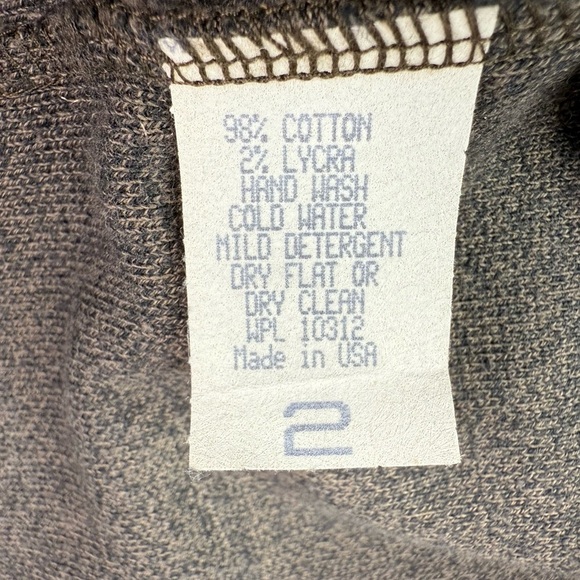 98% COTTON
2% LYCRA
HAND WASH
COLD WATER
MILD DETERGENT
DRY FLAT OR
DRY CLEAN
WPL 10312
Made in USA
2